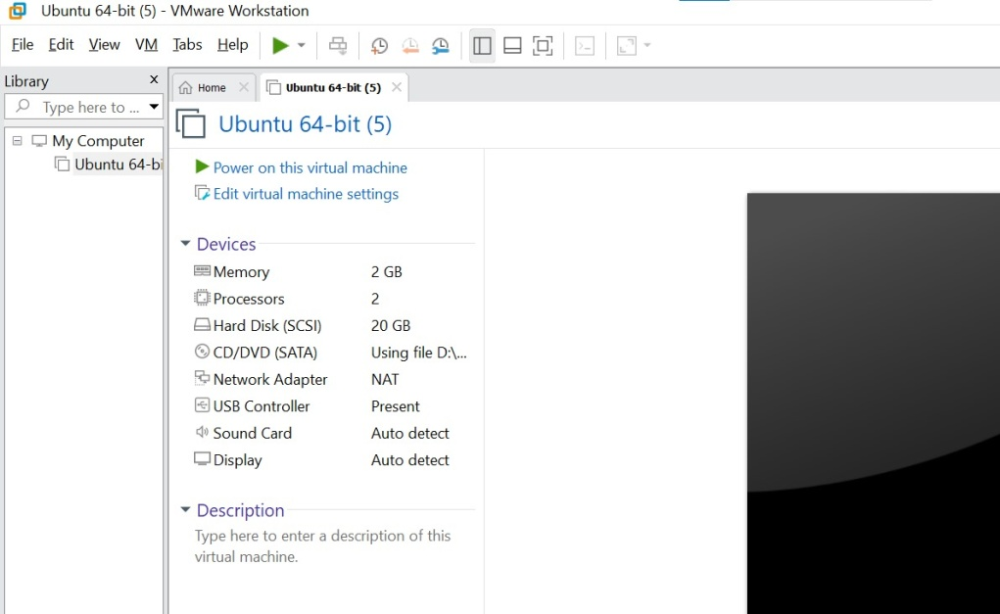 Ubuntu 64-bit (5) - VMware Workstation
File Edit View VM Tabs Help
Library x
Home Ubuntu 64-bit (5)
Type here to ...
Ubuntu 64-bit (5)
My Computer
Ubuntu 64-bi
Power on this virtual machine
Edit virtual machine settings
Devices
Memory 2 GB
Processors 2
Hard Disk (SCSI) 20 GB
CD/DVD (SATA) Using file D:\...
Network Adapter NAT
USB Controller Present
Sound Card Auto detect
Display Auto detect
Description
Type here to enter a description of this
virtual machine.